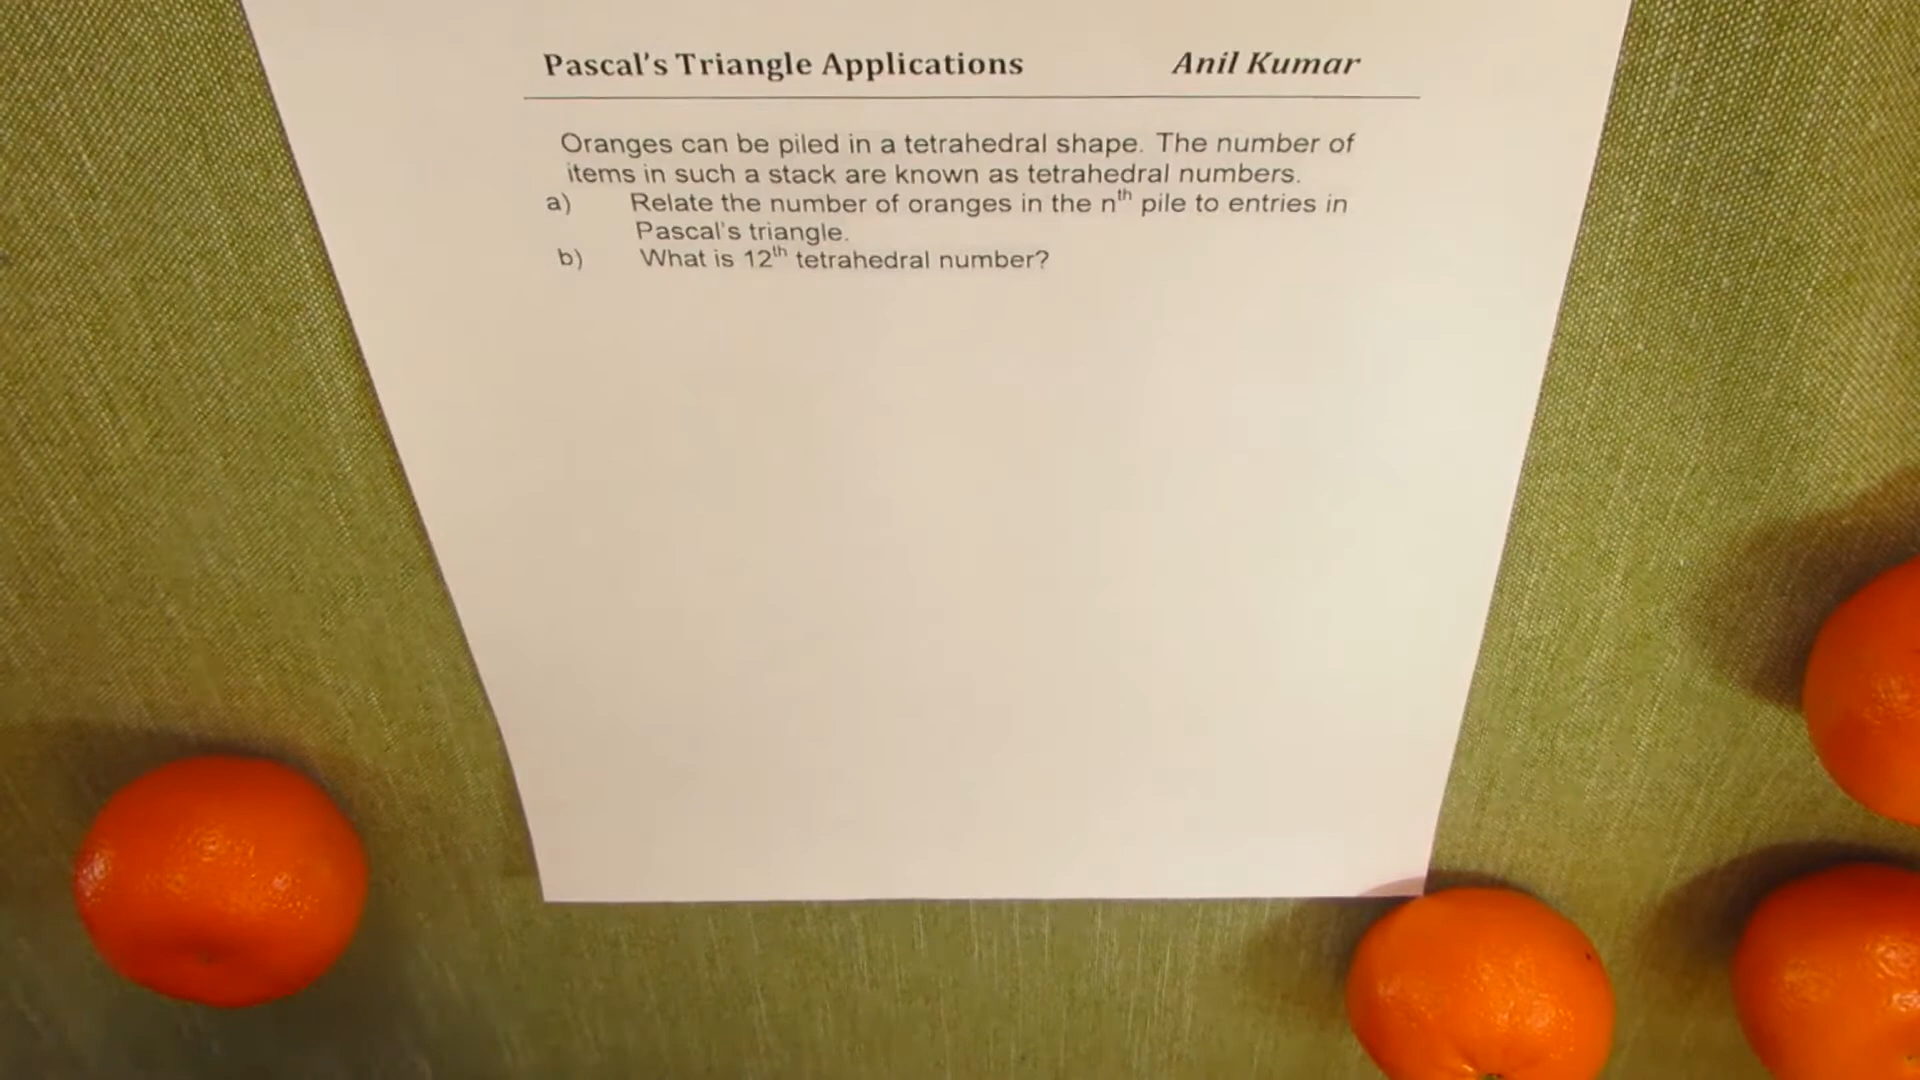 Pascal's Triangle Applications Anil Kumar
Oranges can be piled in a tetrahedral shape. The number of
items in such a stack are known as tetrahedral numbers.
a) Relate the number of oranges in the nth pile to entries in
Pascal's triangle.
b) What is 12th tetrahedral number?